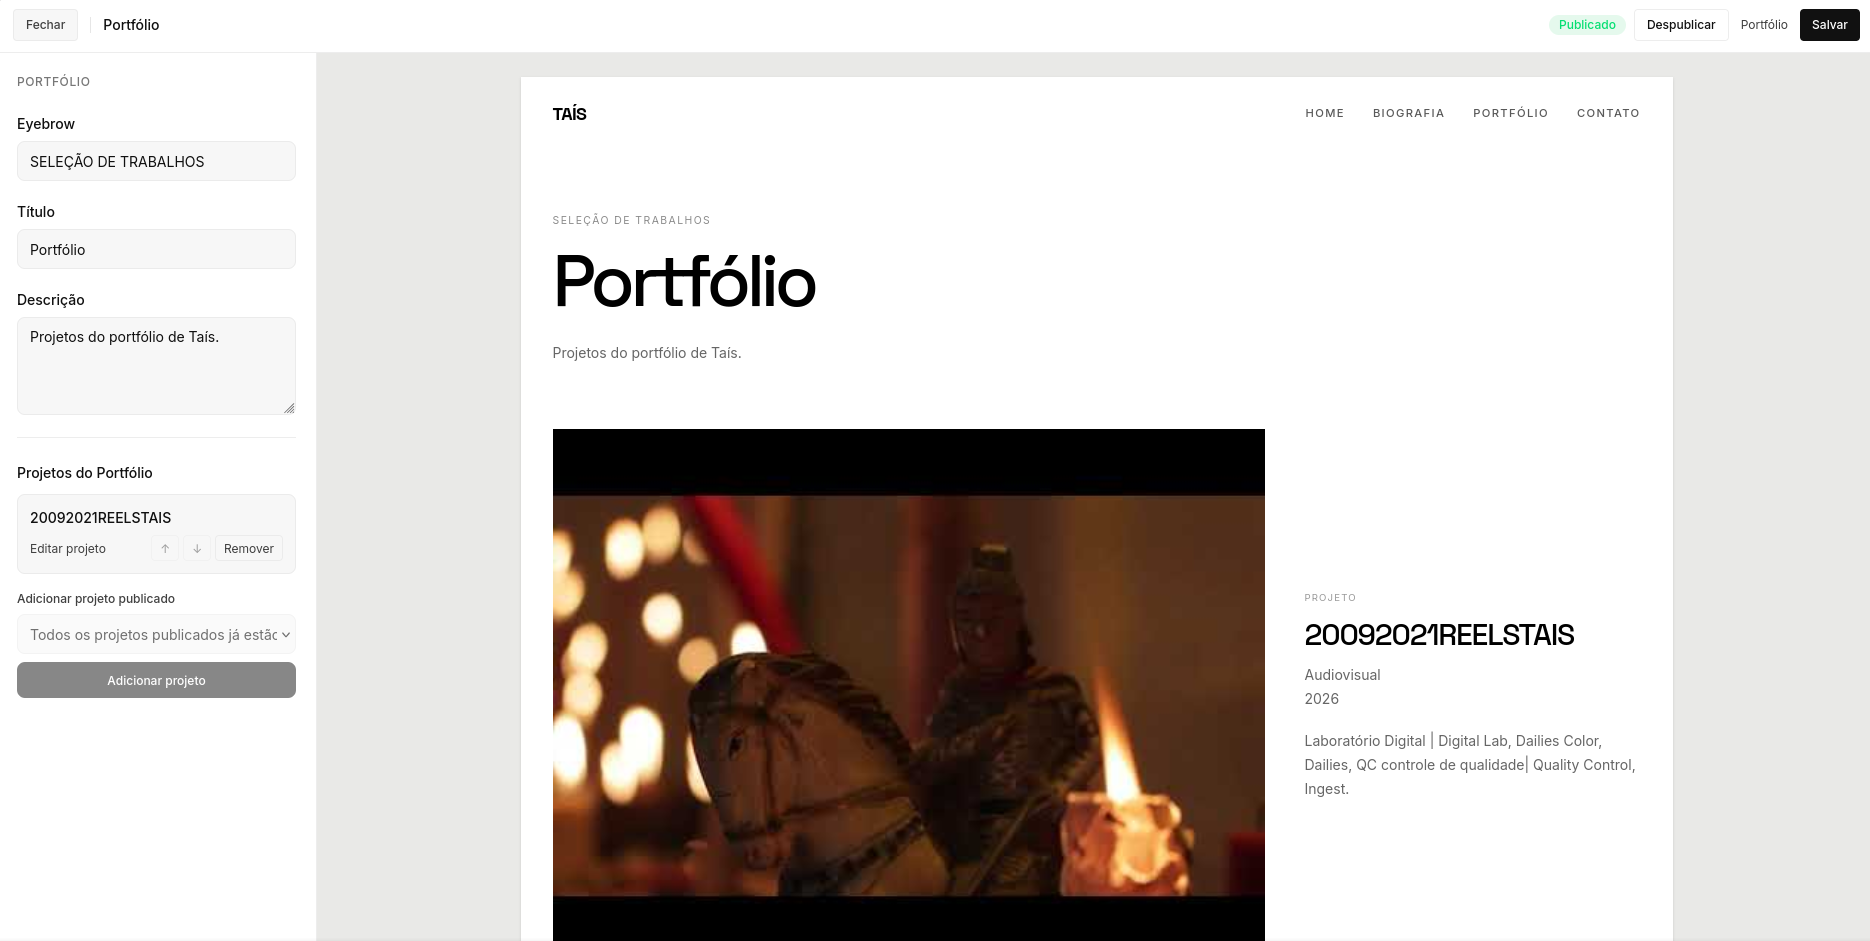 Fechar
Portfólio
Publicado
Despublicar
Portfólio
Salvar
PORTFÓLIO
Eyebrow
SELEÇÃO DE TRABALHOS
Título
Portfólio
Descrição
Projetos do portfólio de Taís.
Projetos do Portfólio
20092021REELSTAIS
Editar projeto
↑
↓
Remover
Adicionar projeto publicado
Todos os projetos publicados já estão
Adicionar projeto
TAÍS
HOME
BIOGRAFIA
PORTFÓLIO
CONTATO
SELEÇÃO DE TRABALHOS
Portfólio
Projetos do portfólio de Taís.
PROJETO
20092021REELSTAIS
Audiovisual
2026
Laboratório Digital | Digital Lab, Dailies Color,
Dailies, QC controle de qualidade| Quality Control,
Ingest.